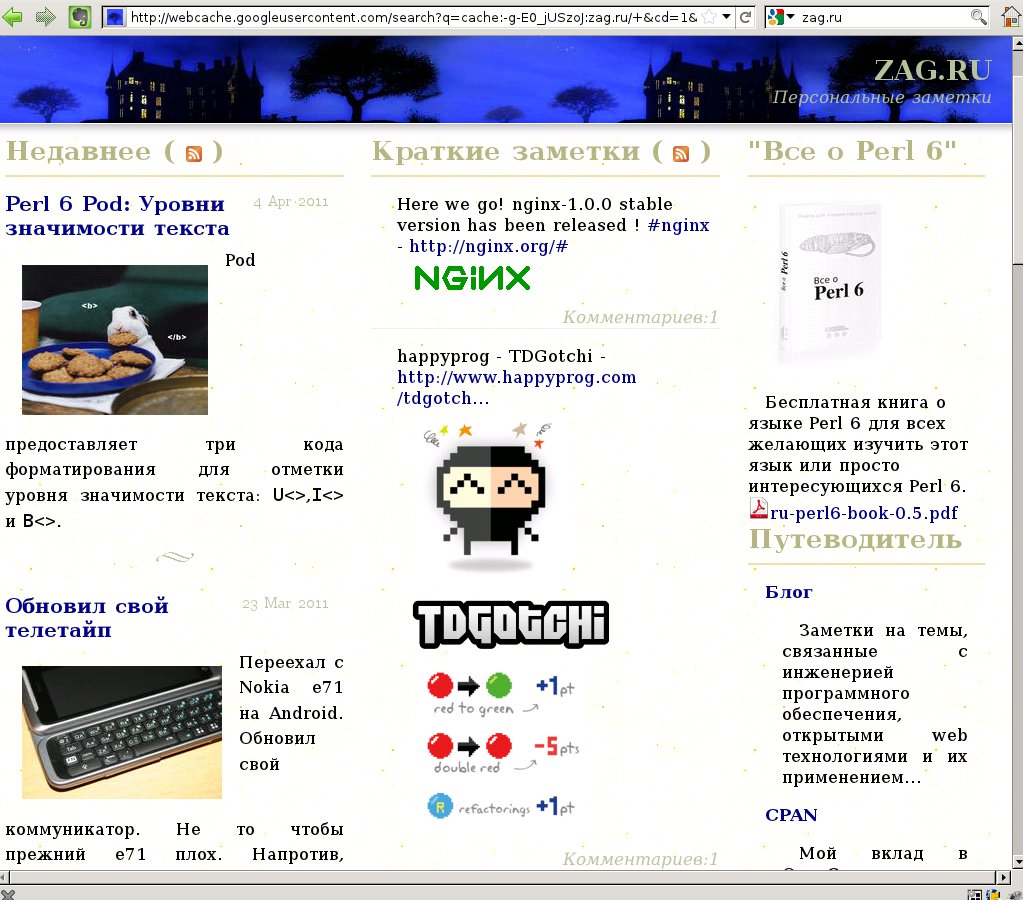 http://webcache.googleusercontent.com/search?q=cache:-g-E0_jUSzoJ:zag.ru/+&cd=1&
zag.ru
ZAG.RU
Персональные заметки
Недавнее ( )
Perl 6 Pod: Уровни
значимости текста
4 Apr 2011
Pod
<b>
</b>
предоставляет три кода
форматирования для отметки
уровня значимости текста: U<>,I<>
и B<>.
Обновил свой
телетайп
23 Mar 2011
Переехал с
Nokia e71
на Android.
Обновил
свой
коммуникатор. Не то чтобы
прежний e71 плох. Напротив,
Краткие заметки ( )
Here we go! nginx-1.0.0 stable
version has been released ! #nginx
- http://nginx.org/#
NGINX
Комментариев:1
happyprog - TDGotchi -
http://www.happyprog.com
/tdgotch...
TDGOTCHI
+1pt
red to green
-5pts
double red
R refactorings +1pt
Комментариев:1
"Все о Perl 6"
Все о
Perl 6
Все о Perl 6
Бесплатная книга о
языке Perl 6 для всех
желающих изучить этот
язык или просто
интересующихся Perl 6.
ru-perl6-book-0.5.pdf
Путеводитель
Блог
Заметки на темы,
связанные с
инженерией
программного
обеспечения,
открытыми web
технологиями и их
применением...
CPAN
Мой вклад в